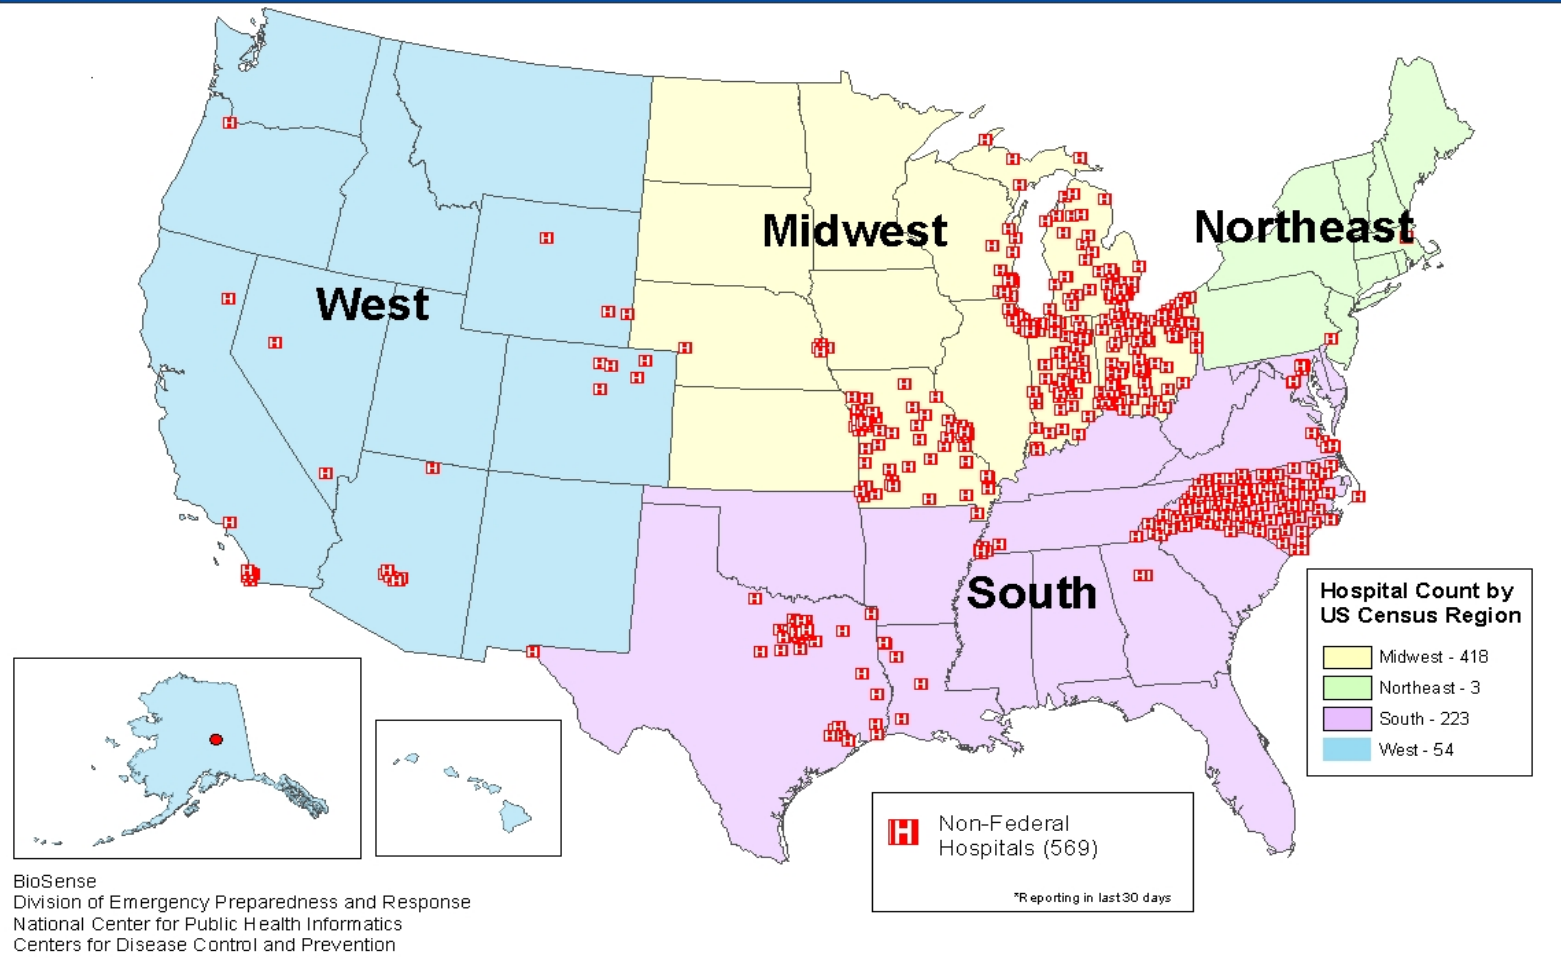 West
Midwest
Northeast
South
Hospital Count by
US Census Region
Midwest - 418
Northeast - 3
South - 223
West - 54
H Non-Federal
Hospitals (569)
*Reporting in last 30 days
BioSense
Division of Emergency Preparedness and Response
National Center for Public Health Informatics
Centers for Disease Control and Prevention